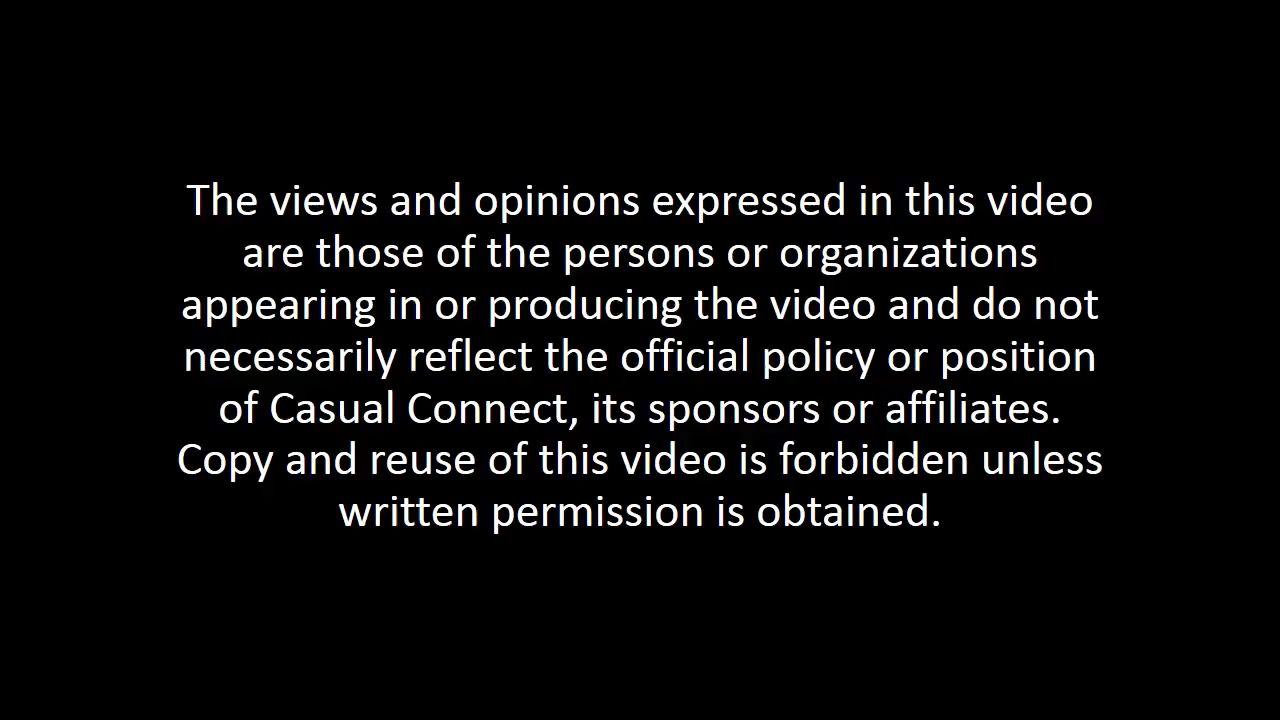 The views and opinions expressed in this video
are those of the persons or organizations
appearing in or producing the video and do not
necessarily reflect the official policy or position
of Casual Connect, its sponsors or affiliates.
Copy and reuse of this video is forbidden unless
written permission is obtained.